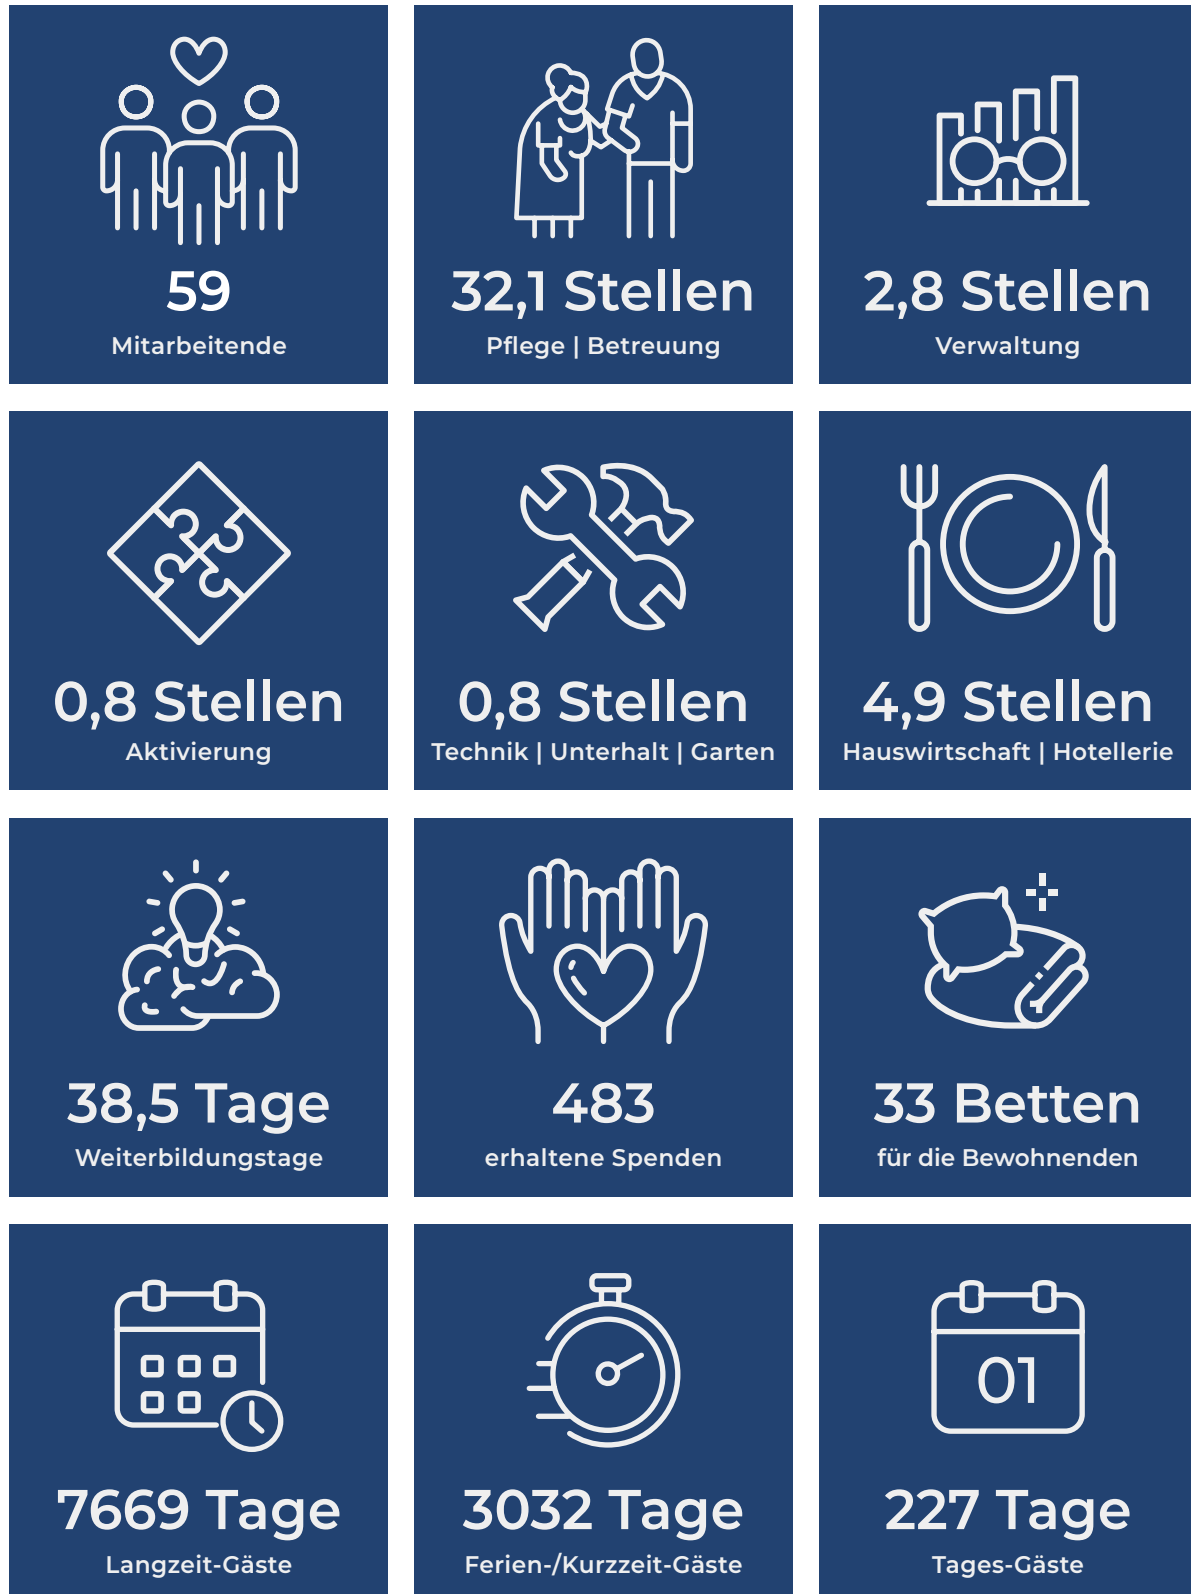 59
Mitarbeitende
32,1 Stellen
Pflege | Betreuung
2,8 Stellen
Verwaltung
0,8 Stellen
Aktivierung
0,8 Stellen
Technik | Unterhalt | Garten
4,9 Stellen
Hauswirtschaft | Hotellerie
38,5 Tage
Weiterbildungstage
483
erhaltene Spenden
33 Betten
für die Bewohnenden
7669 Tage
Langzeit-Gäste
3032 Tage
Ferien-/Kurzzeit-Gäste
01
227 Tage
Tages-Gäste